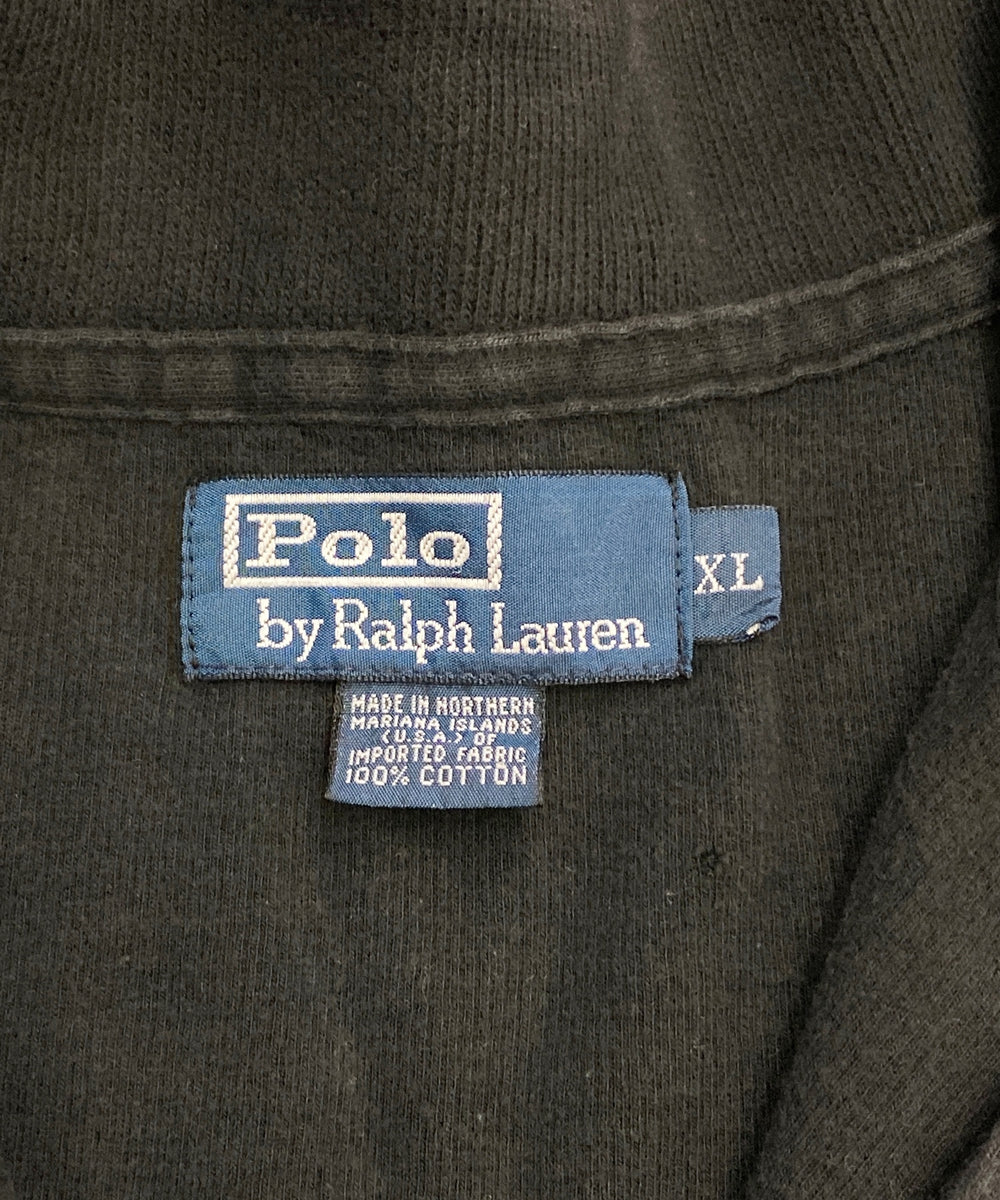 Polo
by Ralph Lauren
XL
MADE IN NORTHERN
MARIANA ISLANDS
(U.S.A.) OF
IMPORTED FABRIC
100% COTTON